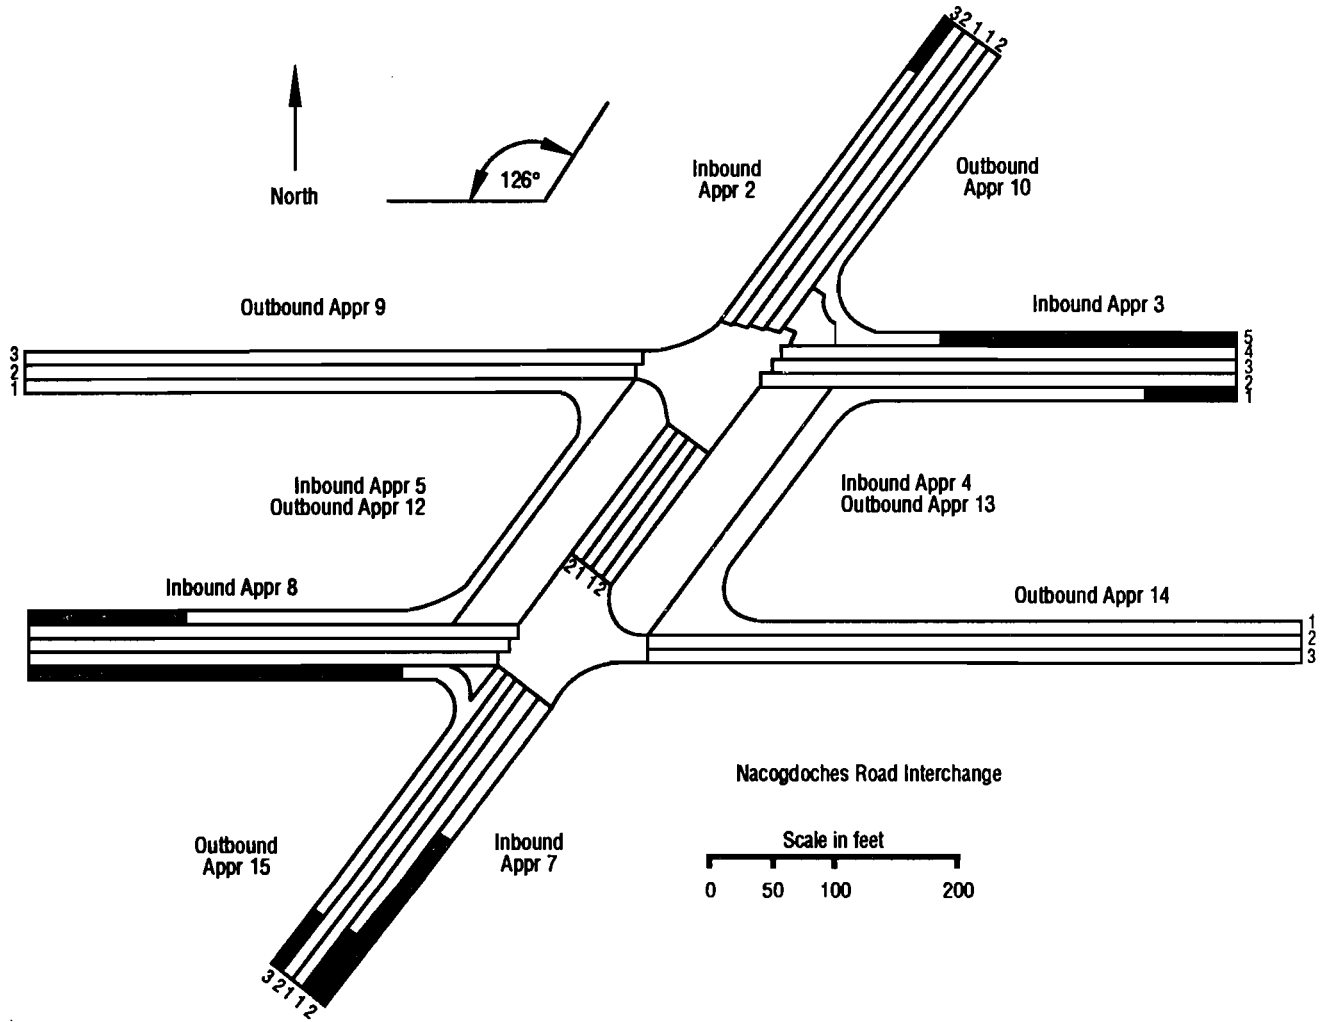 3 2 1 1 2
126°
North
Inbound
Appr 2
Outbound
Appr 10
Outbound Appr 9
Inbound Appr 3
3
2
1
5
4
3
2
1
Inbound Appr 5
Outbound Appr 12
Inbound Appr 4
Outbound Appr 13
2 1 1 2
Inbound Appr 8
Outbound Appr 14
1
2
3
Nacogdoches Road Interchange
Outbound
Appr 15
Inbound
Appr 7
Scale in feet
0 50 100 200
3 2 1 1 2